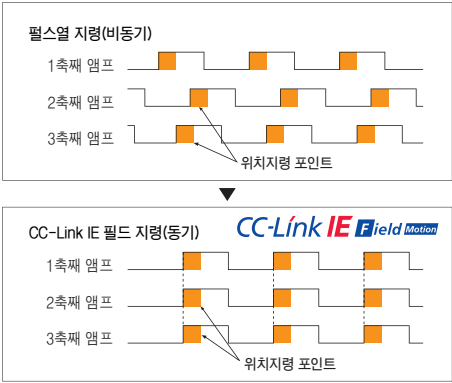 펄스열 지령(비동기)
1축째 앰프
2축째 앰프
3축째 앰프
위치지령 포인트
CC-Link IE 필드 지령(동기)
CC-Link IE Field Motion
1축째 앰프
2축째 앰프
3축째 앰프
위치지령 포인트